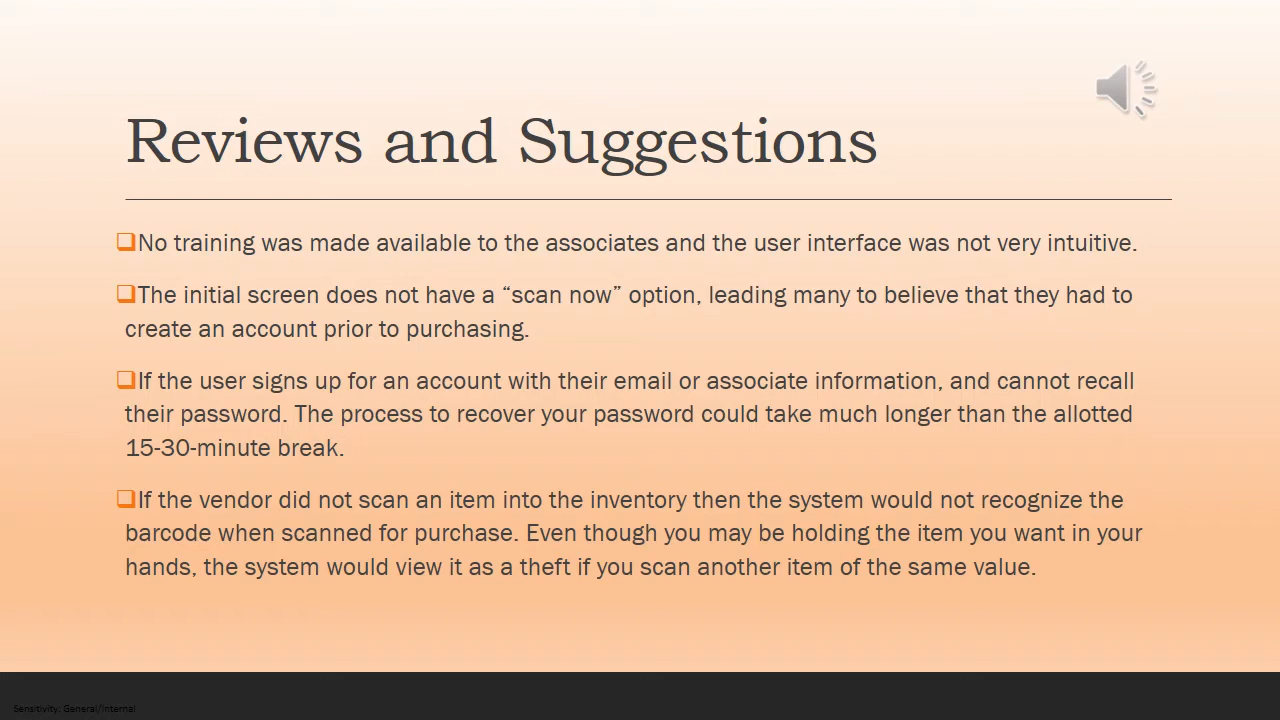 Reviews and Suggestions
❑No training was made available to the associates and the user interface was not very intuitive.
❑The initial screen does not have a “scan now” option, leading many to believe that they had to
create an account prior to purchasing.
❑If the user signs up for an account with their email or associate information, and cannot recall
their password. The process to recover your password could take much longer than the allotted
15-30-minute break.
❑If the vendor did not scan an item into the inventory then the system would not recognize the
barcode when scanned for purchase. Even though you may be holding the item you want in your
hands, the system would view it as a theft if you scan another item of the same value.
Sensitivity: General/Internal